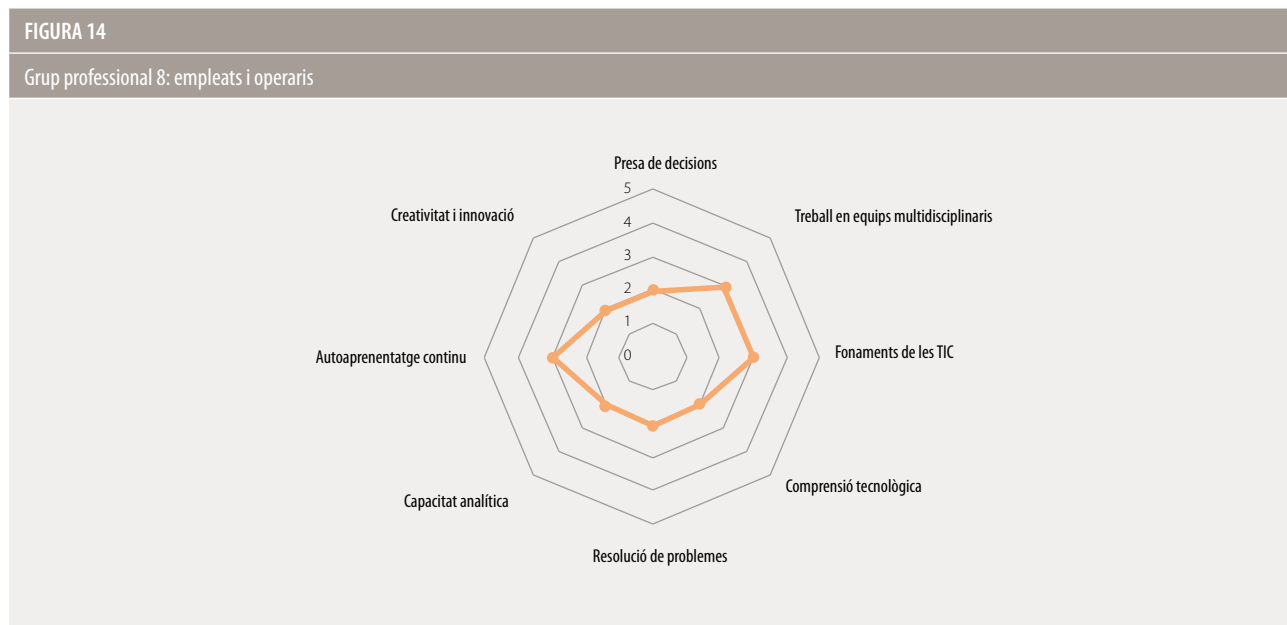 FIGURA 14
Grup professional 8: empleats i operaris
Presa de decisions
5
Creativitat i innovació
Treball en equips multidisciplinaris
4
3
2
1
Autoaprenentatge continu
0
Fonaments de les TIC
Capacitat analítica
Comprensió tecnològica
Resolució de problemes